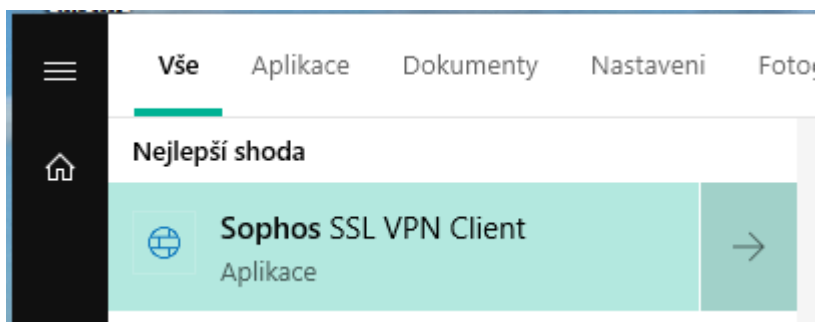 Vše Aplikace Dokumenty Nastaveni
Nejlepší shoda
Sophos SSL VPN Client
Aplikace